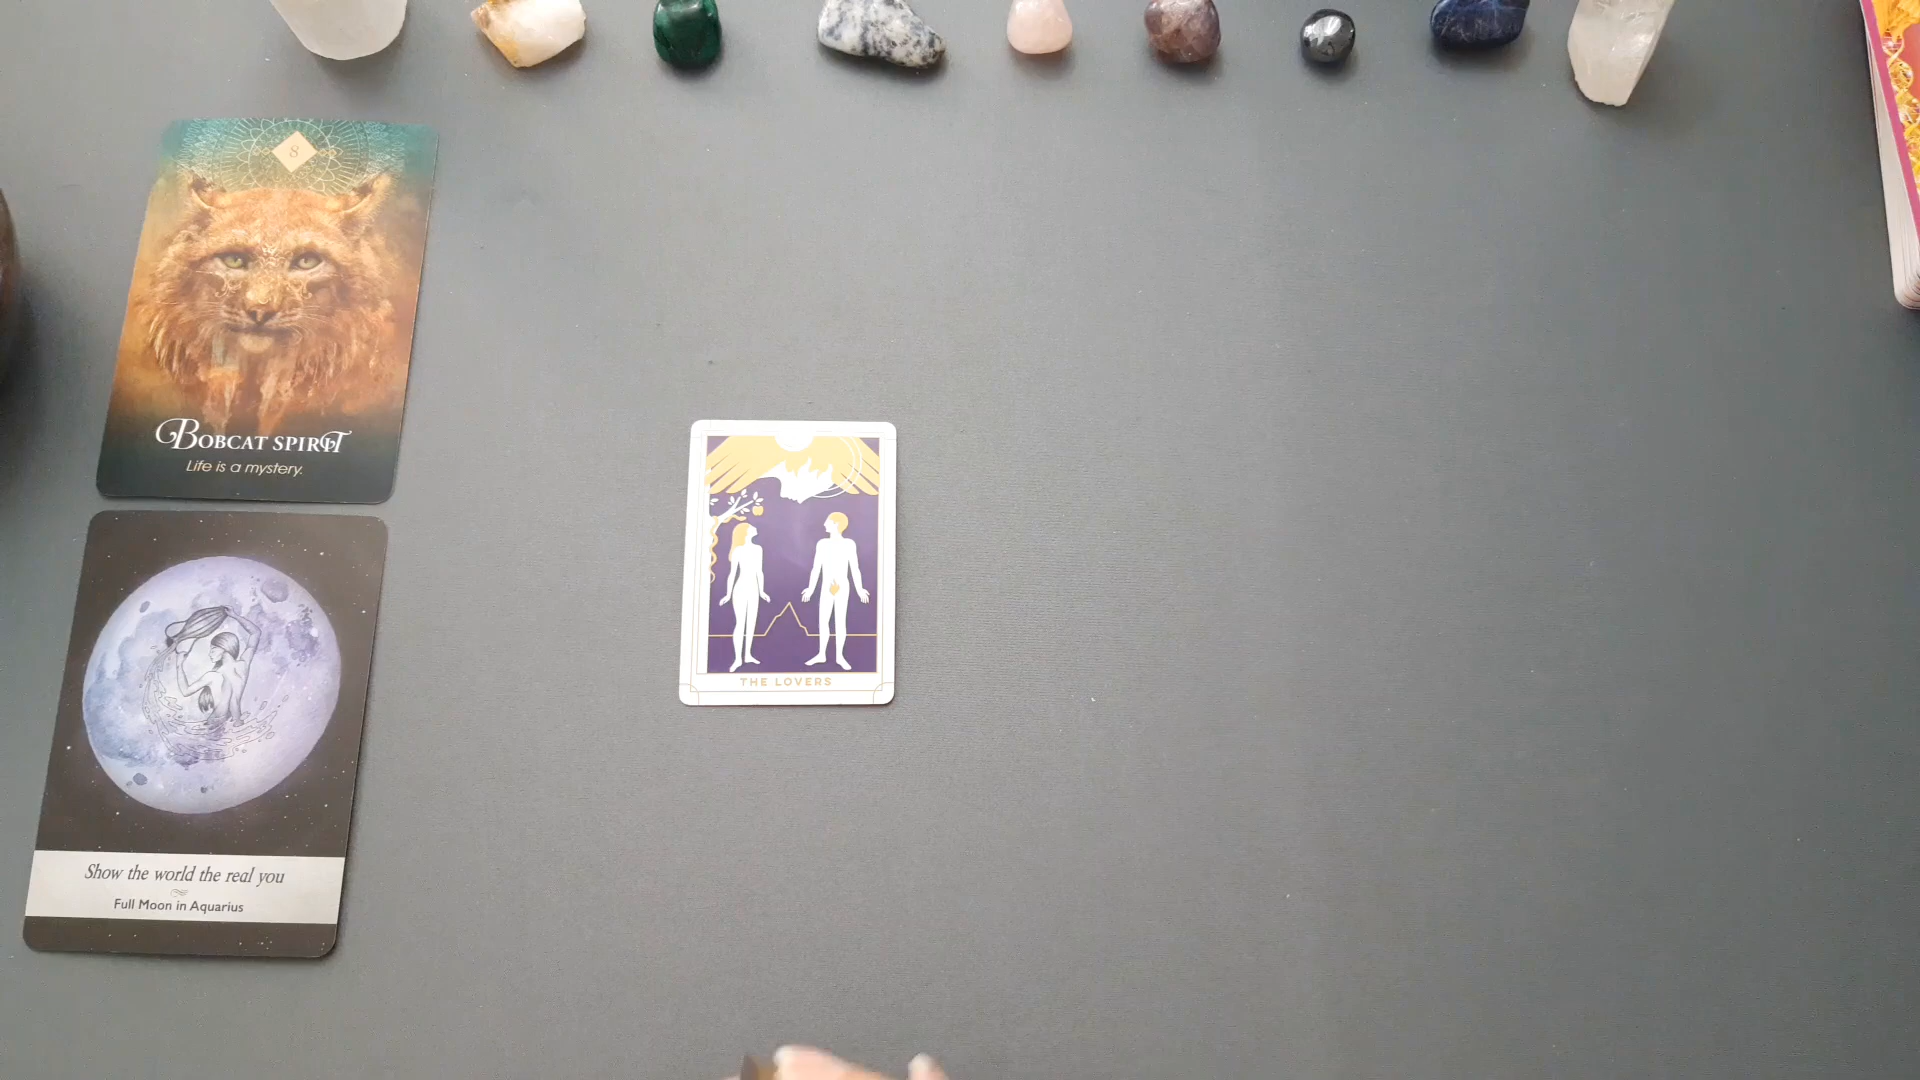 8
BOBCAT SPIRIT
Life is a mystery.
Show the world the real you
Full Moon in Aquarius
THE LOVERS